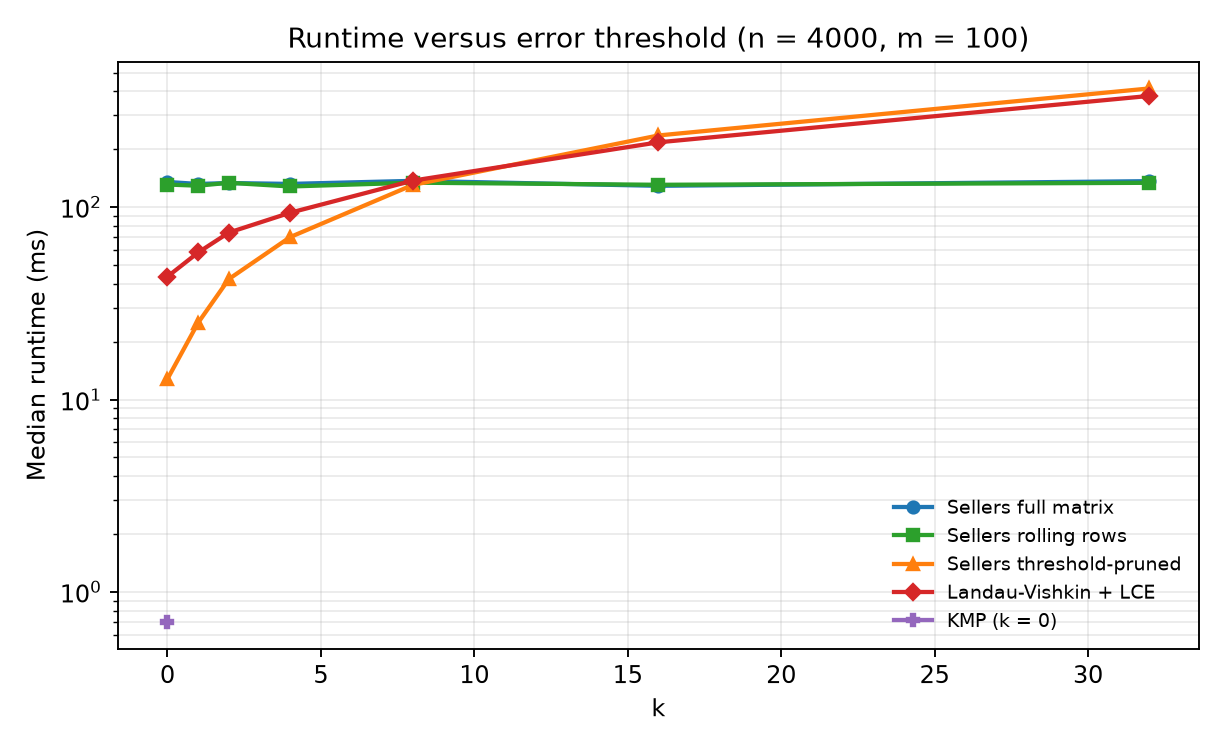 Runtime versus error threshold (n = 4000, m = 100)
Median runtime (ms)
10²
10¹
10⁰
Sellers full matrix
Sellers rolling rows
Sellers threshold-pruned
Landau-Vishkin + LCE
KMP (k = 0)
0 5 10 15 20 25 30
k